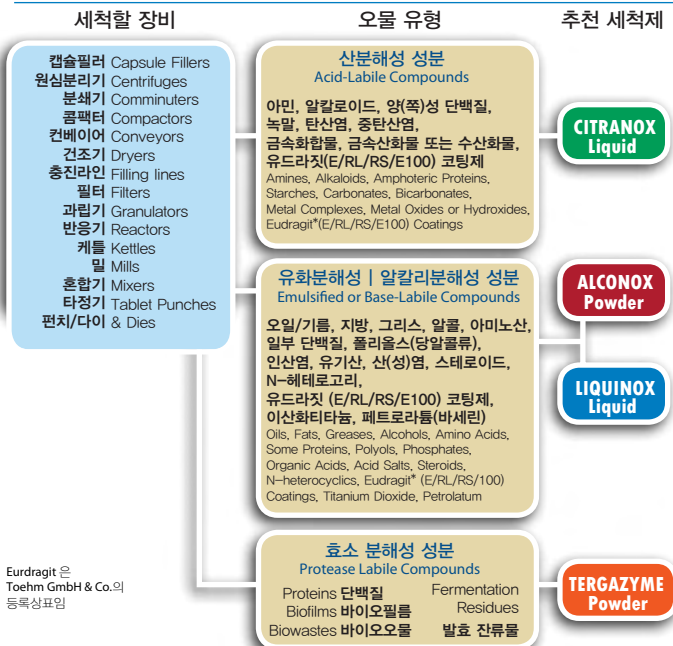 세척할 장비
오물 유형
추천 세척제
캡슐필러 Capsule Fillers
원심분리기 Centrifuges
분쇄기 Comminuters
콤팩터 Compactors
컨베이어 Conveyors
건조기 Dryers
충진라인 Filling lines
필터 Filters
과립기 Granulators
반응기 Reactors
케틀 Kettles
밀 Mills
혼합기 Mixers
타정기 Tablet Punches
펀치/다이 & Dies
산분해성 성분
Acid-Labile Compounds
아민, 알칼로이드, 양(쪽)성 단백질,
녹말, 탄산염, 중탄산염,
금속화합물, 금속산화물 또는 수산화물,
유드라짓(E/RL/RS/E100) 코팅제
Amines, Alkaloids, Amphoteric Proteins,
Starches, Carbonates, Bicarbonates,
Metal Complexes, Metal Oxides or Hydroxides,
Eudragit*(E/RL/RS/E100) Coatings
CITRANOX
Liquid
유화분해성 | 알칼리분해성 성분
Emulsified or Base-Labile Compounds
오일/기름, 지방, 그리스, 알콜, 아미노산,
일부 단백질, 폴리올스(당알콜류),
인산염, 유기산, 산(성)염, 스테로이드,
N-헤테로고리,
유드라짓 (E/RL/RS/E100) 코팅제,
이산화티타늄, 페트로라튬(바세린)
Oils, Fats, Greases, Alcohols, Amino Acids,
Some Proteins, Polyols, Phosphates,
Organic Acids, Acid Salts, Steroids,
N-heterocyclics, Eudragit* (E/RL/RS/100)
Coatings, Titanium Dioxide, Petrolatum
ALCONOX
Powder
LIQUINOX
Liquid
효소 분해성 성분
Protease Labile Compounds
Proteins 단백질
Biofilms 바이오필름
Biowastes 바이오오물
Fermentation
Residues
발효 잔류물
TERGAZYME
Powder
Eurdragit 은
Toehm GmbH & Co.의
등록상표임